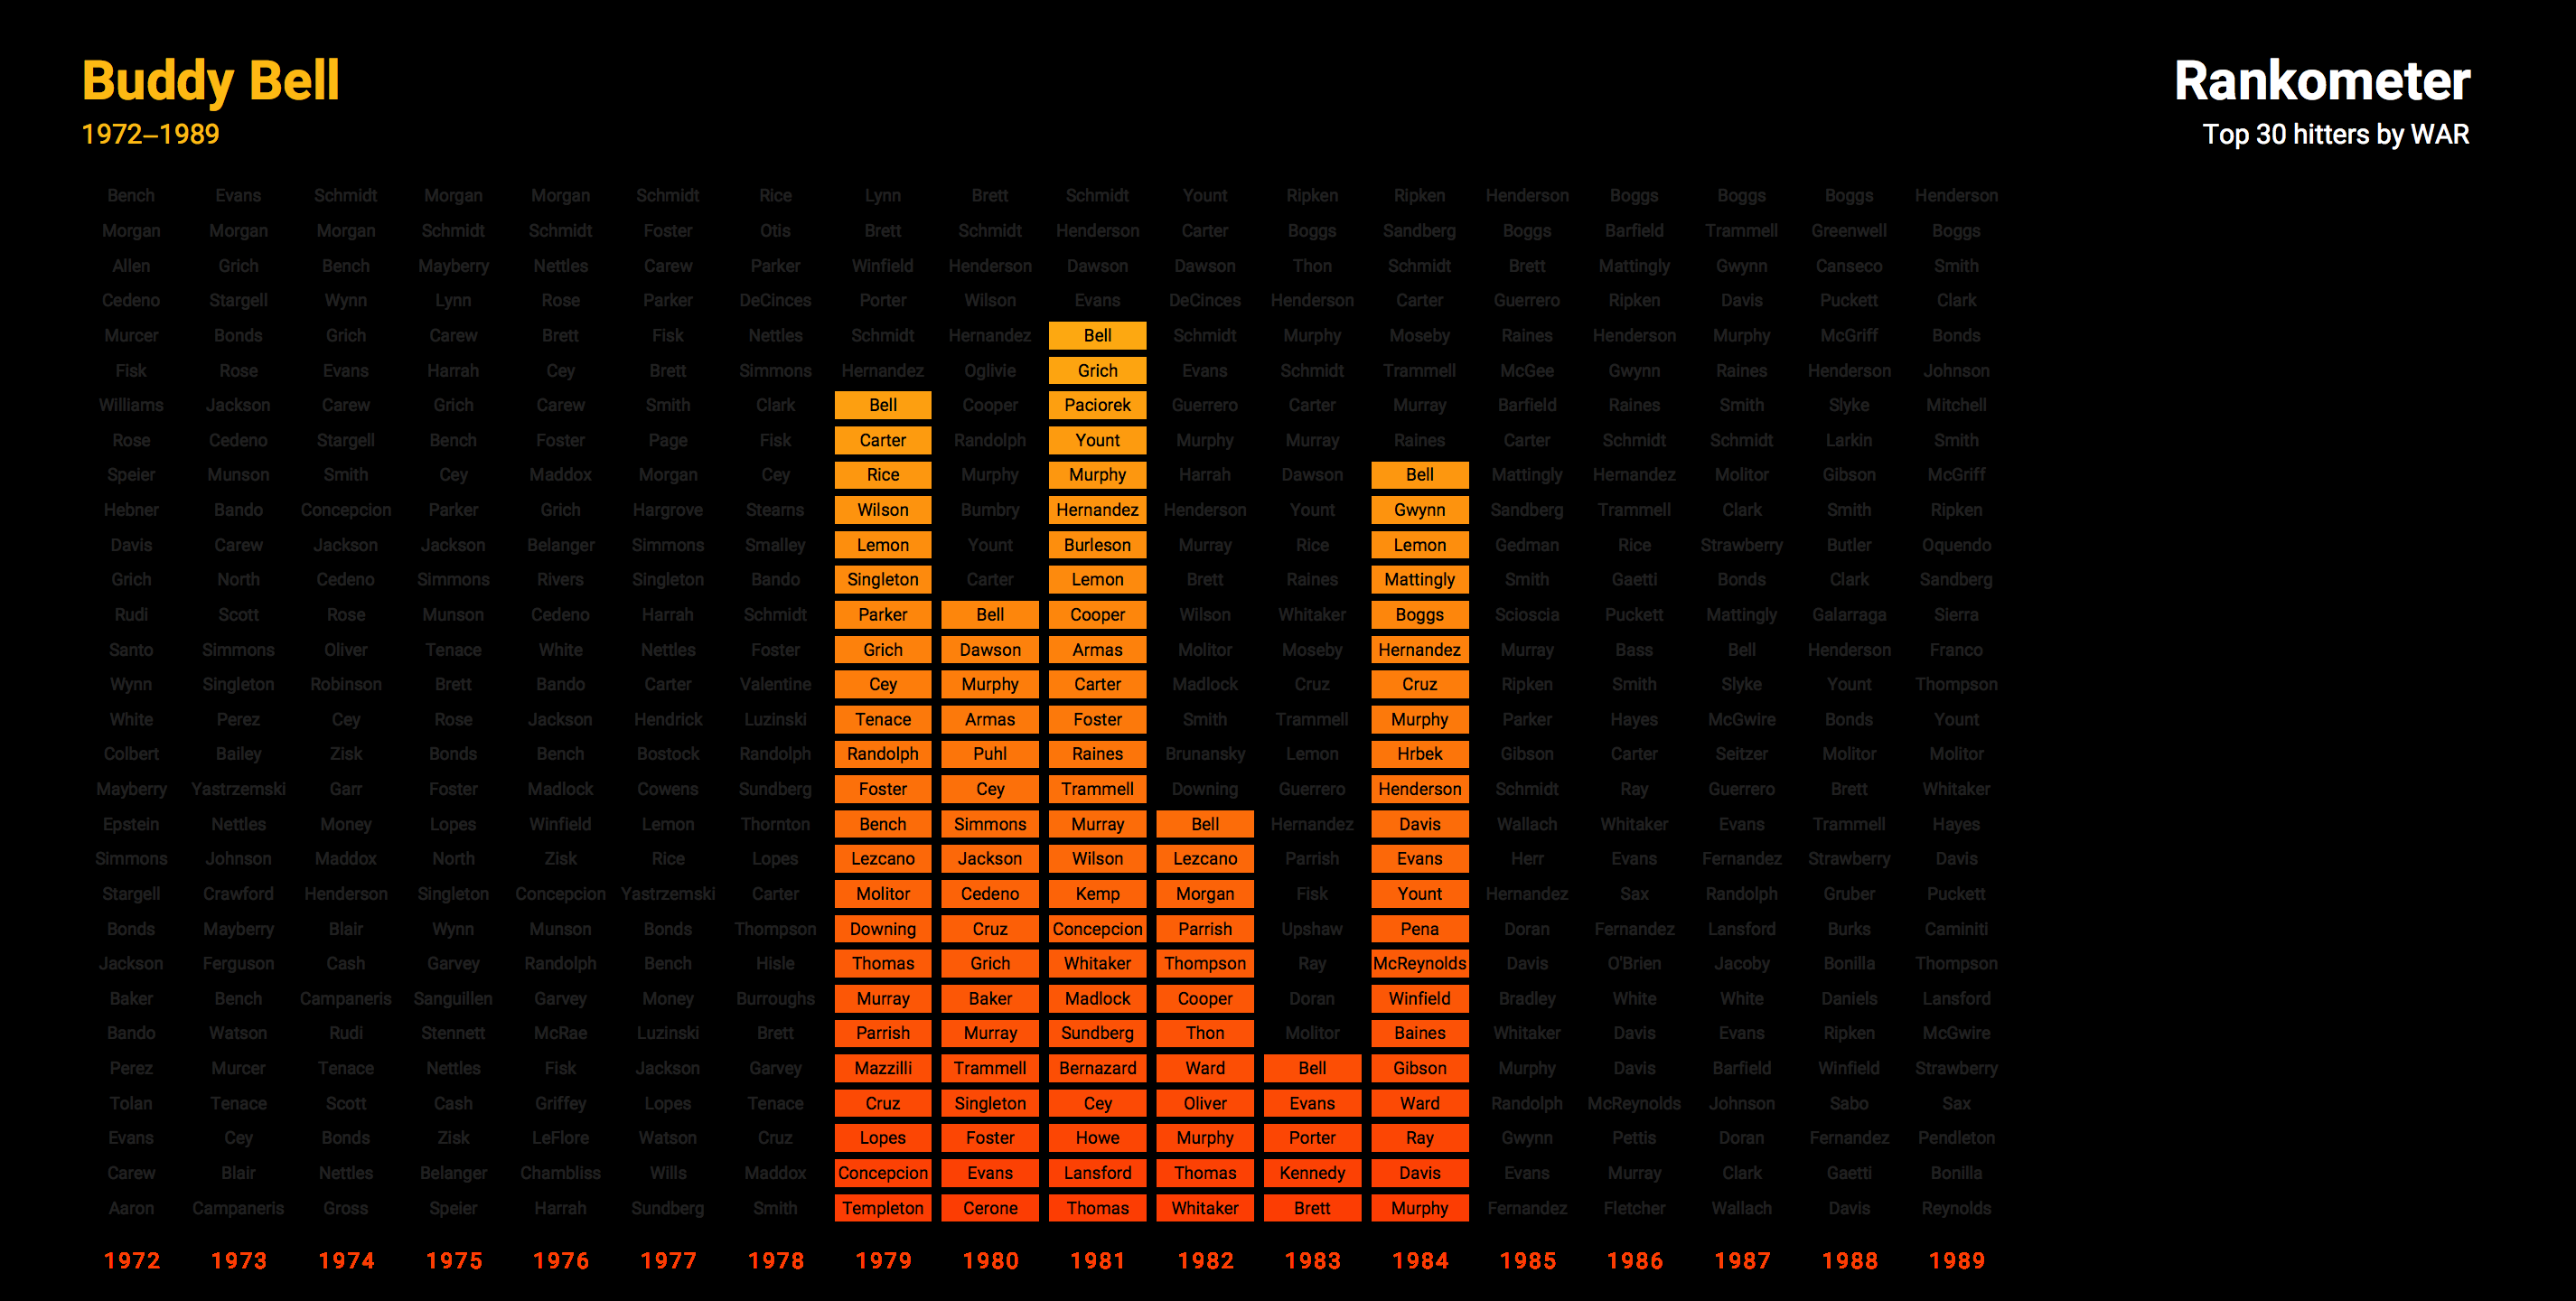 Buddy Bell
1972–1989
Rankometer
Top 30 hitters by WAR
Bench Evans Schmidt Morgan Morgan Schmidt Rice Lynn Brett Schmidt Yount Ripken Ripken Henderson Boggs Boggs Boggs Henderson
Morgan Morgan Morgan Schmidt Schmidt Foster Otis Brett Schmidt Henderson Carter Boggs Sandberg Boggs Barfield Trammell Greenwell Boggs
Allen Grich Bench Mayberry Nettles Carew Parker Winfield Henderson Dawson Dawson Thon Schmidt Brett Mattingly Gwynn Canseco Smith
Cedeno Stargell Wynn Lynn Rose Parker DeCinces Porter Wilson Evans DeCinces Henderson Carter Guerrero Ripken Davis Puckett Clark
Murcer Bonds Grich Carew Brett Fisk Nettles Schmidt Hernandez Bell Schmidt Murphy Moseby Raines Henderson Murphy McGriff Bonds
Fisk Rose Evans Harrah Cey Brett Simmons Hernandez Oglivie Grich Evans Schmidt Trammell McGee Gwynn Raines Henderson Johnson
Williams Jackson Carew Grich Carew Smith Clark Bell Cooper Paciorek Guerrero Carter Murray Barfield Raines Smith Slyke Mitchell
Rose Cedeno Stargell Bench Foster Page Fisk Carter Randolph Yount Murphy Murray Raines Carter Schmidt Schmidt Larkin Smith
Speier Munson Smith Cey Maddox Morgan Cey Rice Murphy Murphy Harrah Dawson Bell Mattingly Hernandez Molitor Gibson McGriff
Hebner Bando Concepcion Parker Grich Hargrove Stearns Wilson Bumbry Hernandez Henderson Yount Gwynn Sandberg Trammell Clark Smith Ripken
Davis Carew Jackson Jackson Belanger Simmons Smalley Lemon Yount Burleson Murray Rice Lemon Gedman Rice Strawberry Butler Oquendo
Grich North Cedeno Simmons Rivers Singleton Bando Singleton Carter Lemon Brett Raines Mattingly Smith Gaetti Bonds Clark Sandberg
Rudi Scott Rose Munson Cedeno Harrah Schmidt Parker Bell Cooper Wilson Whitaker Boggs Scioscia Puckett Mattingly Galarraga Sierra
Santo Simmons Oliver Tenace White Nettles Foster Grich Dawson Armas Molitor Moseby Hernandez Murray Bass Bell Henderson Franco
Wynn Singleton Robinson Brett Bando Carter Valentine Cey Murphy Carter Madlock Cruz Cruz Ripken Smith Slyke Yount Thompson
White Perez Cey Rose Jackson Hendrick Luzinski Tenace Armas Foster Smith Trammell Murphy Parker Hayes McGwire Bonds Yount
Colbert Bailey Zisk Bonds Bench Bostock Randolph Randolph Puhl Raines Brunansky Lemon Hrbek Gibson Carter Seitzer Molitor Molitor
Mayberry Yastrzemski Garr Foster Madlock Cowens Sundberg Foster Cey Trammell Downing Guerrero Henderson Schmidt Ray Guerrero Brett Whitaker
Epstein Nettles Money Lopes Winfield Lemon Thornton Bench Simmons Murray Bell Hernandez Davis Wallach Whitaker Evans Trammell Hayes
Simmons Johnson Maddox North Zisk Rice Lopes Lezcano Jackson Wilson Lezcano Parrish Evans Herr Evans Fernandez Strawberry Davis
Stargell Crawford Henderson Singleton Concepcion Yastrzemski Carter Molitor Cedeno Kemp Morgan Fisk Yount Hernandez Sax Randolph Gruber Puckett
Bonds Mayberry Blair Wynn Munson Bonds Thompson Downing Cruz Concepcion Parrish Upshaw Pena Doran Fernandez Lansford Burks Caminiti
Jackson Ferguson Cash Garvey Randolph Bench Hisle Thomas Grich Whitaker Thompson Ray McReynolds Davis O'Brien Jacoby Bonilla Thompson
Baker Bench Campaneris Sanguillen Garvey Money Burroughs Murray Baker Madlock Cooper Doran Winfield Bradley White White Daniels Lansford
Bando Watson Rudi Stennett McRae Luzinski Brett Parrish Murray Sundberg Thon Molitor Baines Whitaker Davis Evans Ripken McGwire
Perez Murcer Tenace Nettles Fisk Jackson Garvey Mazzilli Trammell Bernazard Ward Bell Gibson Murphy Davis Barfield Winfield Strawberry
Tolan Tenace Scott Cash Griffey Lopes Tenace Cruz Singleton Cey Oliver Evans Ward Randolph McReynolds Johnson Sabo Sax
Evans Cey Bonds Zisk LeFlore Watson Cruz Lopes Foster Howe Murphy Porter Ray Gwynn Pettis Doran Fernandez Pendleton
Carew Blair Nettles Belanger Chambliss Wills Maddox Concepcion Evans Lansford Thomas Kennedy Davis Evans Murray Clark Gaetti Bonilla
Aaron Campaneris Gross Speier Harrah Sundberg Smith Templeton Cerone Thomas Whitaker Brett Murphy Fernandez Fletcher Wallach Davis Reynolds
1972 1973 1974 1975 1976 1977 1978 1979 1980 1981 1982 1983 1984 1985 1986 1987 1988 1989